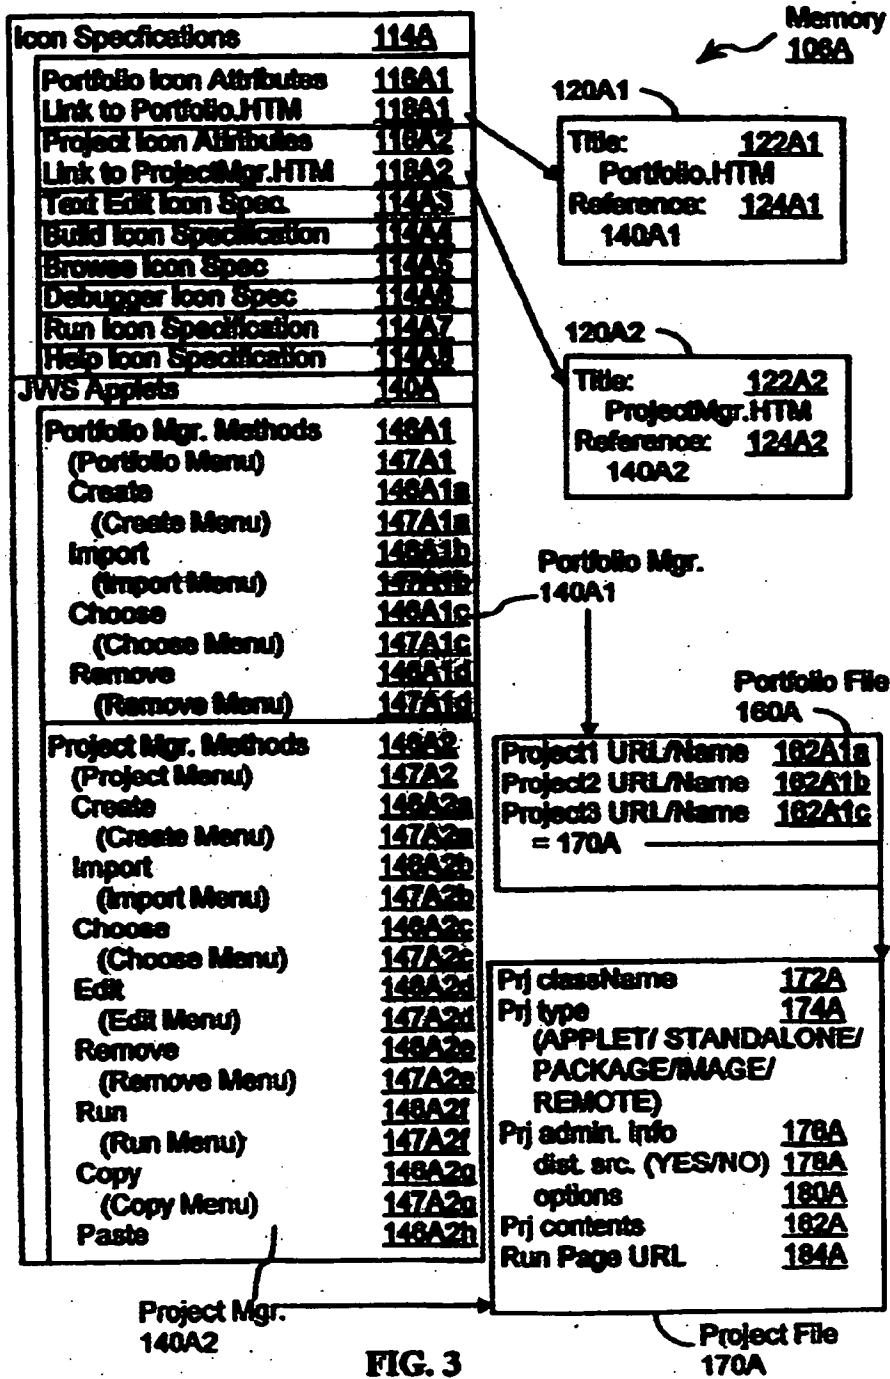 Memory
106A
Icon Specfications 114A
Portfolio Icon Attributes 116A1
Link to Portfolio.HTM 118A1
Project Icon Attributes 116A2
Link to ProjectMgr.HTM 118A2
Text Edit Icon Spec. 114A3
Build Icon Specification 114A4
Browse Icon Spec 114A5
Debugger Icon Spec 114A6
Run Icon Specification 114A7
Help Icon Specification 114A8
JWS Applets 140A
Portfolio Mgr. Methods 146A1
(Portfolio Menu) 147A1
Create 146A1a
(Create Menu) 147A1a
Import 146A1b
(Import Menu) 147A1b
Choose 146A1c
(Choose Menu) 147A1c
Remove 146A1d
(Remove Menu) 147A1d
Project Mgr. Methods 146A2
(Project Menu) 147A2
Create 146A2a
(Create Menu) 147A2a
Import 146A2b
(Import Menu) 147A2b
Choose 146A2c
(Choose Menu) 147A2c
Edit 146A2d
(Edit Menu) 147A2d
Remove 146A2e
(Remove Menu) 147A2e
Run 146A2f
(Run Menu) 147A2f
Copy 146A2g
(Copy Menu) 147A2g
Paste 146A2h
120A1
Title: 122A1
Portfolio.HTM
Reference: 124A1
140A1
120A2
Title: 122A2
ProjectMgr.HTM
Reference: 124A2
140A2
Portfolio Mgr.
140A1
Portfolio File
160A
Project1 URL/Name 162A1a
Project2 URL/Name 162A1b
Project3 URL/Name 162A1c
= 170A
Prj className 172A
Prj type 174A
(APPLET/ STANDALONE/
PACKAGE/IMAGE/
REMOTE)
Prj admin. info 176A
dist. src. (YES/NO) 178A
options 180A
Prj contents 182A
Run Page URL 184A
Project Mgr.
140A2
Project File
170A
FIG. 3